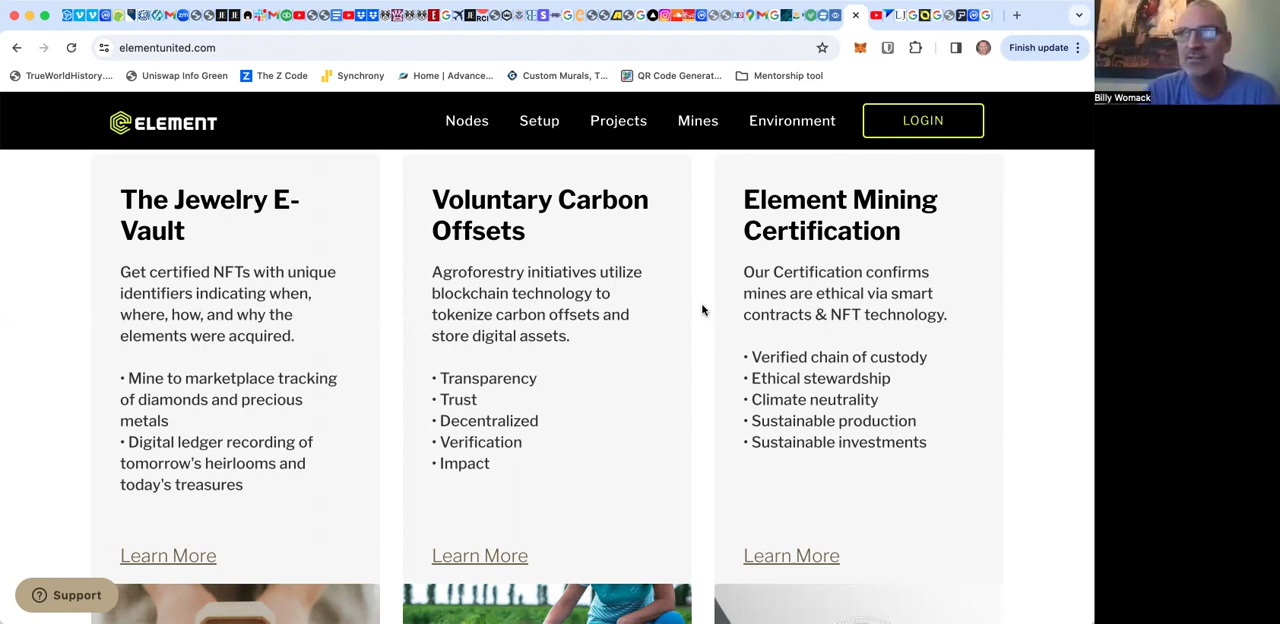 elementunited.com
Finish update
TrueWorldHistory....
Uniswap Info Green
The Z Code
Synchrony
Home | Advance...
Custom Murals, T...
QR Code Generat...
Mentorship tool
Billy Womack
ELEMENT
Nodes
Setup
Projects
Mines
Environment
LOGIN
The Jewelry E-
Vault
Get certified NFTs with unique
identifiers indicating when,
where, how, and why the
elements were acquired.
• Mine to marketplace tracking
of diamonds and precious
metals
• Digital ledger recording of
tomorrow's heirlooms and
today's treasures
Learn More
Voluntary Carbon
Offsets
Agroforestry initiatives utilize
blockchain technology to
tokenize carbon offsets and
store digital assets.
• Transparency
• Trust
• Decentralized
• Verification
• Impact
Learn More
Element Mining
Certification
Our Certification confirms
mines are ethical via smart
contracts & NFT technology.
• Verified chain of custody
• Ethical stewardship
• Climate neutrality
• Sustainable production
• Sustainable investments
Learn More
Support